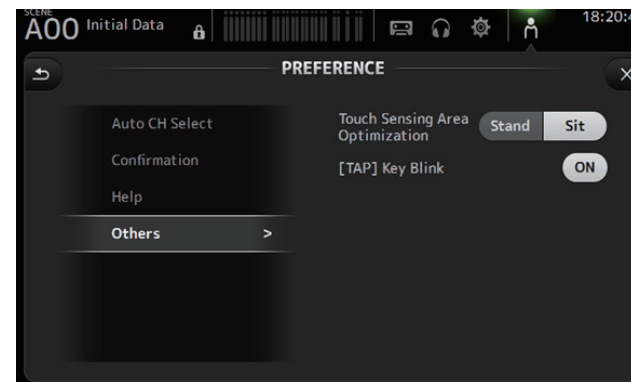 SCENE
A00 Initial Data
18:20:4
PREFERENCE
Auto CH Select
Confirmation
Help
Others >
Touch Sensing Area
Optimization
Stand Sit
[TAP] Key Blink ON